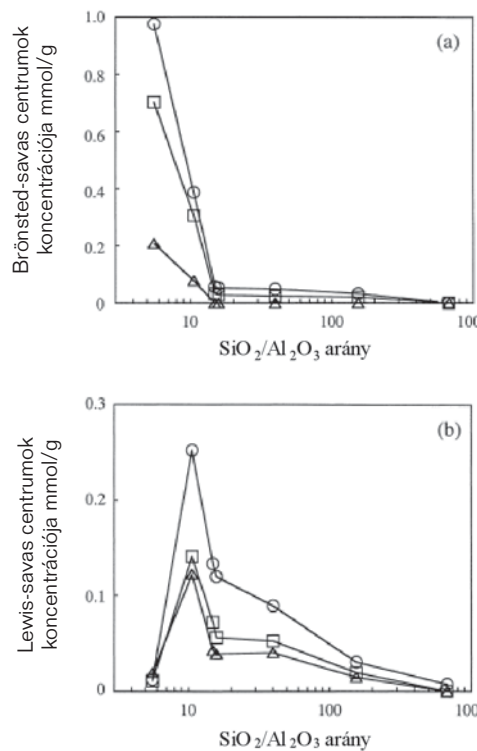 Brönsted-savas centrumok
koncentrációja mmol/g
(a)
1.0
0.8
0.6
0.4
0.2
0
10
100
100
SiO₂/Al₂O₃ arány
Lewis-savas centrumok
koncentrációja mmol/g
(b)
0.3
0.2
0.1
0
10
100
100
SiO₂/Al₂O₃ arány